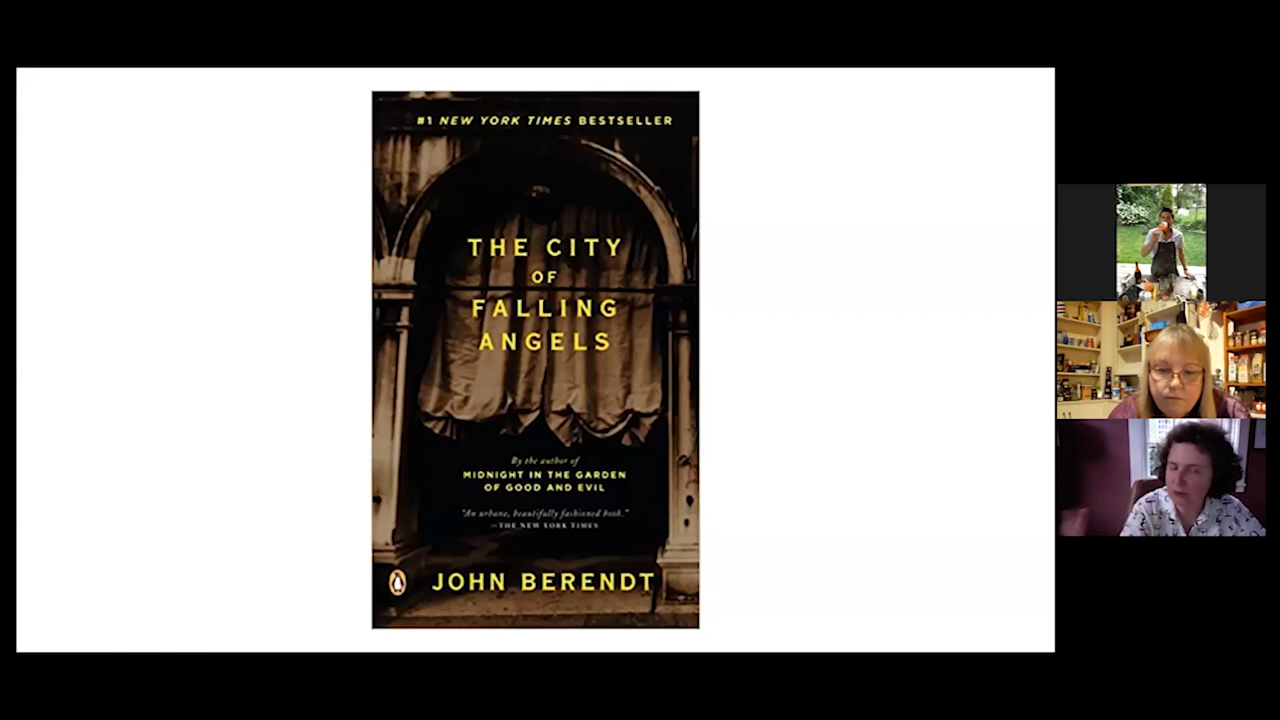 #1 NEW YORK TIMES BESTSELLER
THE CITY
OF
FALLING
ANGELS
By the author of
MIDNIGHT IN THE GARDEN
OF GOOD AND EVIL
"An urbane, beautifully fashioned book."
—THE NEW YORK TIMES
JOHN BERENDT